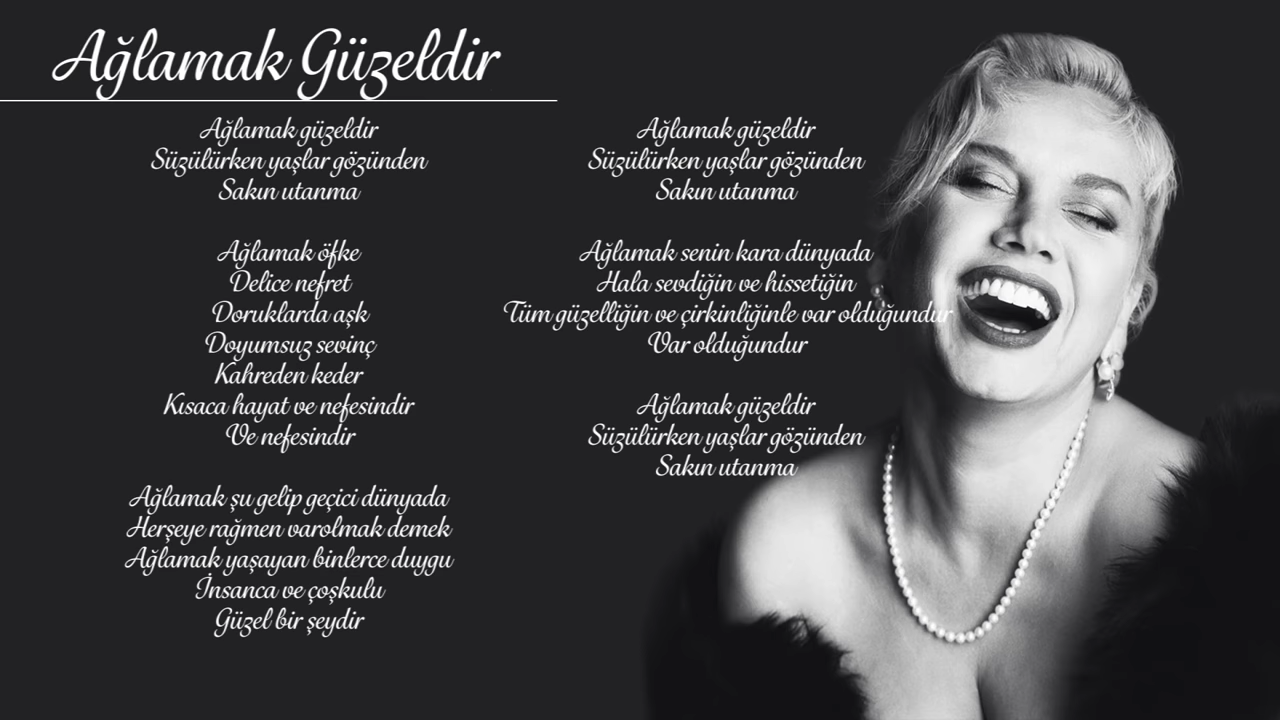 Ağlamak Güzeldir
Ağlamak güzeldir
Süzülürken yaşlar gözünden
Sakın utanma
Ağlamak öfke
Delice nefret
Doruklarda aşk
Doyumsuz sevinç
Kahreden keder
Kısaca hayat ve nefesindir
Ve nefesindir
Ağlamak şu gelip geçici dünyada
Herşeye rağmen varolmak demek
Ağlamak yaşayan binlerce duygu
İnsanca ve çoşkulu
Güzel bir şeydir
Ağlamak güzeldir
Süzülürken yaşlar gözünden
Sakın utanma
Ağlamak senin kara dünyada
Hala sevdiğin ve hissetiğin
Tüm güzelliğin ve çirkinliğinle var olduğundur
Var olduğundur
Ağlamak güzeldir
Süzülürken yaşlar gözünden
Sakın utanma